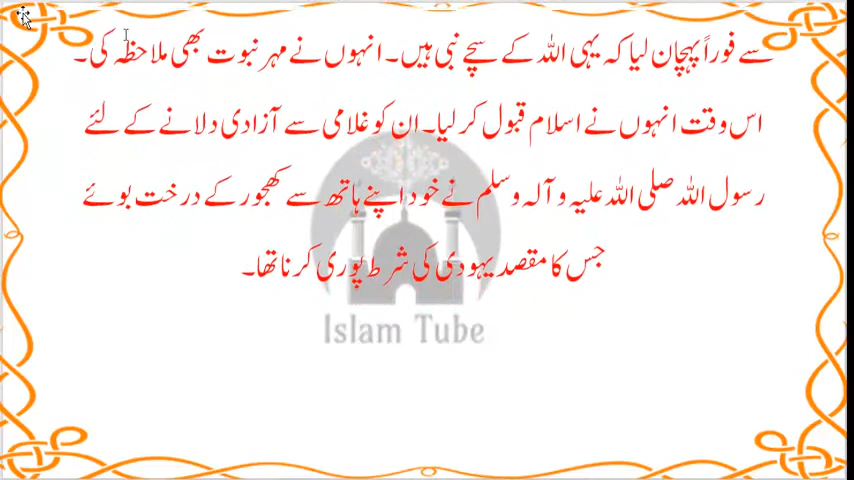 سے فوراً پہچان لیا کہ یہی اللہ کے سچے نبی ہیں۔ انہوں نے مہر نبوت بھی ملاحظہ کی۔
اس وقت انہوں نے اسلام قبول کر لیا۔ ان کو غلامی سے آزادی دلانے کے لئے
رسول اللہ صلی اللہ علیہ وآلہ وسلم نے خود اپنے ہاتھ سے کھجور کے درخت بوئے
جس کا مقصد یہودی کی شرط پوری کرنا تھا۔
Islam Tube